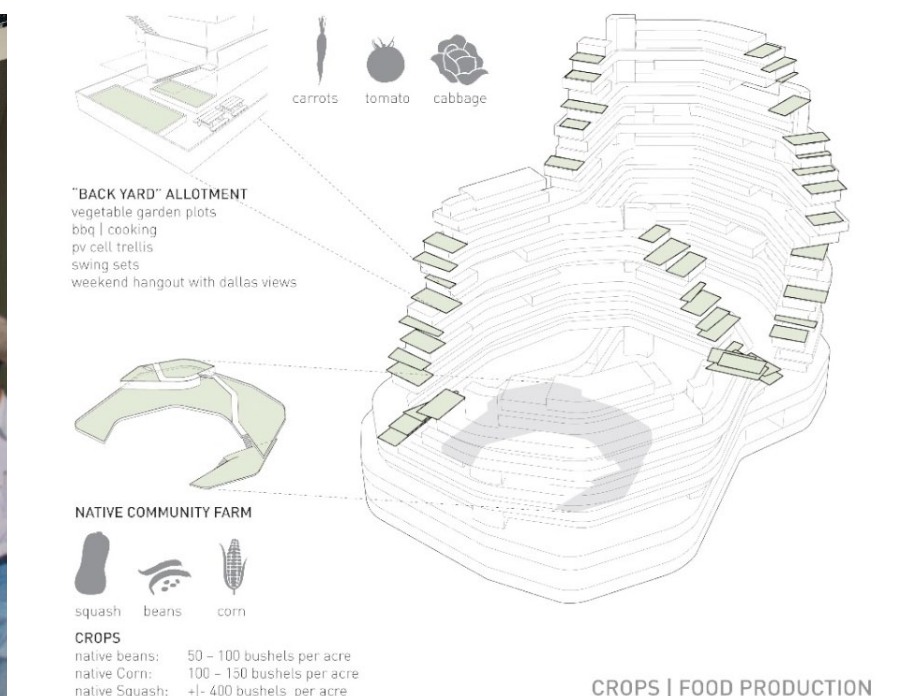 carrots tomato cabbage
"BACK YARD" ALLOTMENT
vegetable garden plots
bbq | cooking
pv cell trellis
swing sets
weekend hangout with dallas views
NATIVE COMMUNITY FARM
squash beans corn
CROPS
native beans: 50 – 100 bushels per acre
native Corn: 100 – 150 bushels per acre
native Squash: +|- 400 bushels per acre
CROPS | FOOD PRODUCTION